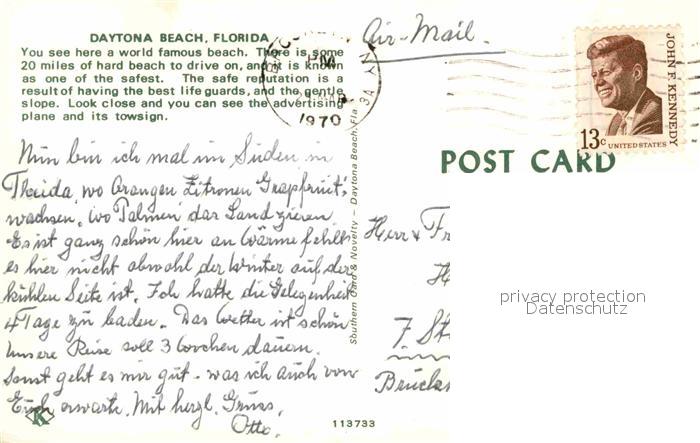 DAYTONA BEACH, FLORIDA
You see here a world famous beach. There is some
20 miles of hard beach to drive on, and it is known
as one of the safest. The safe reputation is a
result of having the best life guards, and the gentle
slope. Look close and you can see the advertising
plane and its towsign.
Air-Mail.
PM
1970
JOHN F. KENNEDY
13c UNITED STATES
POST CARD
Nun bin ich mal im Süden in
Florida, wo Orangen Zitronen Grapfruit
wachsen. Wo Palmen das Land zieren
Es ist ganz schön hier an Wärme fehlts
es hier nicht obwohl der Winter auf der
kühlen Seite ist. Ich hatte die Gelegenheit
4 Tage zu baden. Das Wetter ist schön
Unsere Reise soll 3 Wochen dauern.
Sonst geht es mir gut - was ich auch von
Euch erwarte. Mit herzl. Gruss,
Otto.
Southern Card & Novelty - Daytona Beach, Fla.
Herr & Fr
H
7. St
Bruck
privacy protection
Datenschutz
K
113733